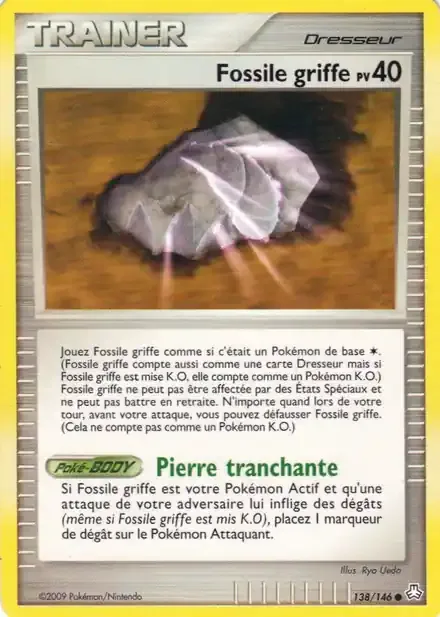 TRAINER
Dresseur
Fossile griffe PV 40
Jouez Fossile griffe comme si c'était un Pokémon de base ✶.
(Fossile griffe compte aussi comme une carte Dresseur mais si
Fossile griffe est mise K.O, elle compte comme un Pokémon K.O.)
Fossile griffe ne peut pas être affectée par des États Spéciaux et
ne peut pas battre en retraite. N'importe quand lors de votre
tour, avant votre attaque, vous pouvez défausser Fossile griffe.
(Cela ne compte pas comme un Pokémon K.O.)
Poké-BODY Pierre tranchante
Si Fossile griffe est votre Pokémon Actif et qu'une
attaque de votre adversaire lui inflige des dégâts
(même si Fossile griffe est mis K.O), placez 1 marqueur
de dégât sur le Pokémon Attaquant.
Illus. Ryo Ueda
©2009 Pokémon/Nintendo
138/146 ●